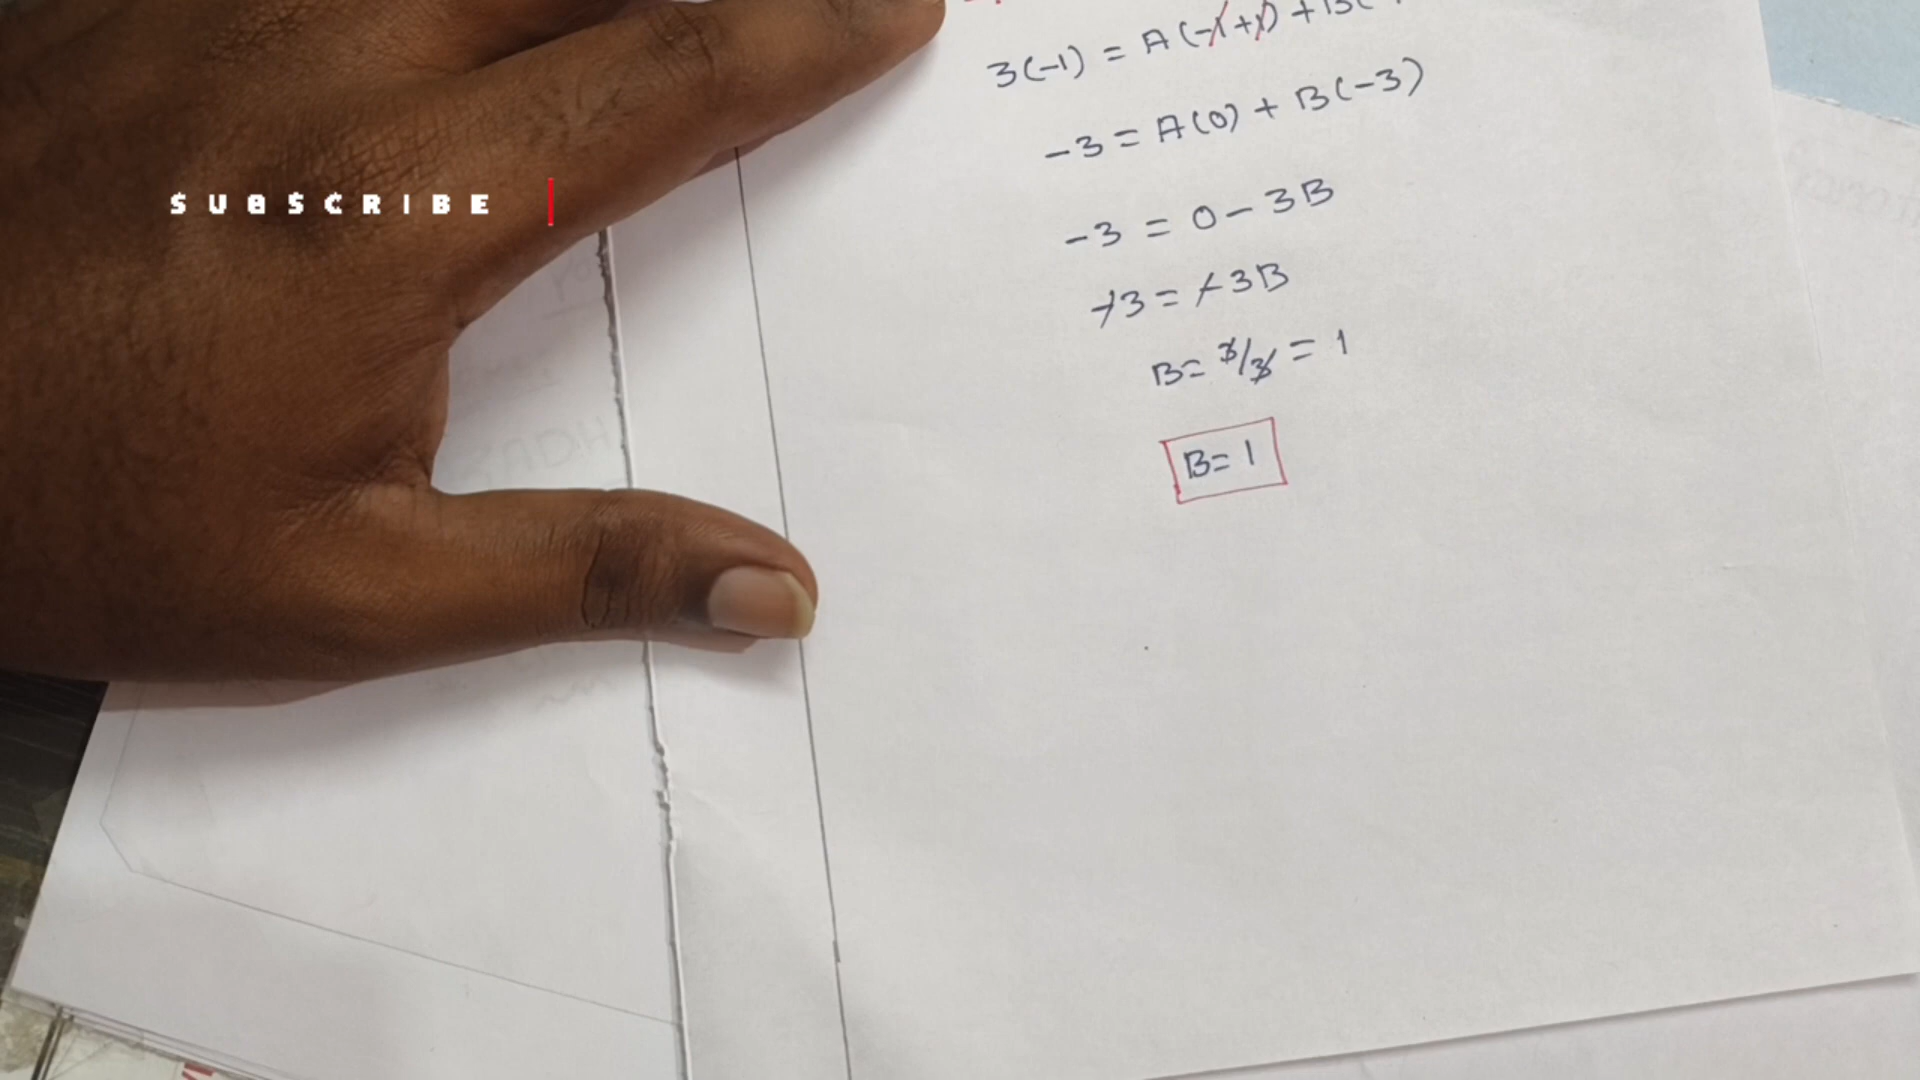 3(-1) = A(-1+1) + B(
-3 = A(0) + B(-3)
SUBSCRIBE
-3 = 0 - 3B
-3 = -3B
B = 3/3 = 1
B = 1